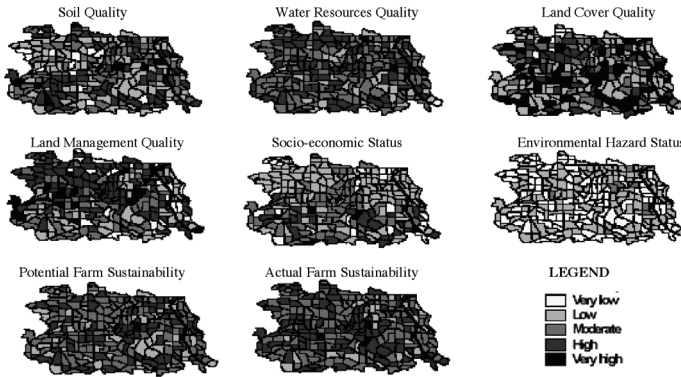 Soil Quality
Water Resources Quality
Land Cover Quality
Land Management Quality
Socio-economic Status
Environmental Hazard Status
Potential Farm Sustainability
Actual Farm Sustainability
LEGEND
Very low
Low
Moderate
High
Very high